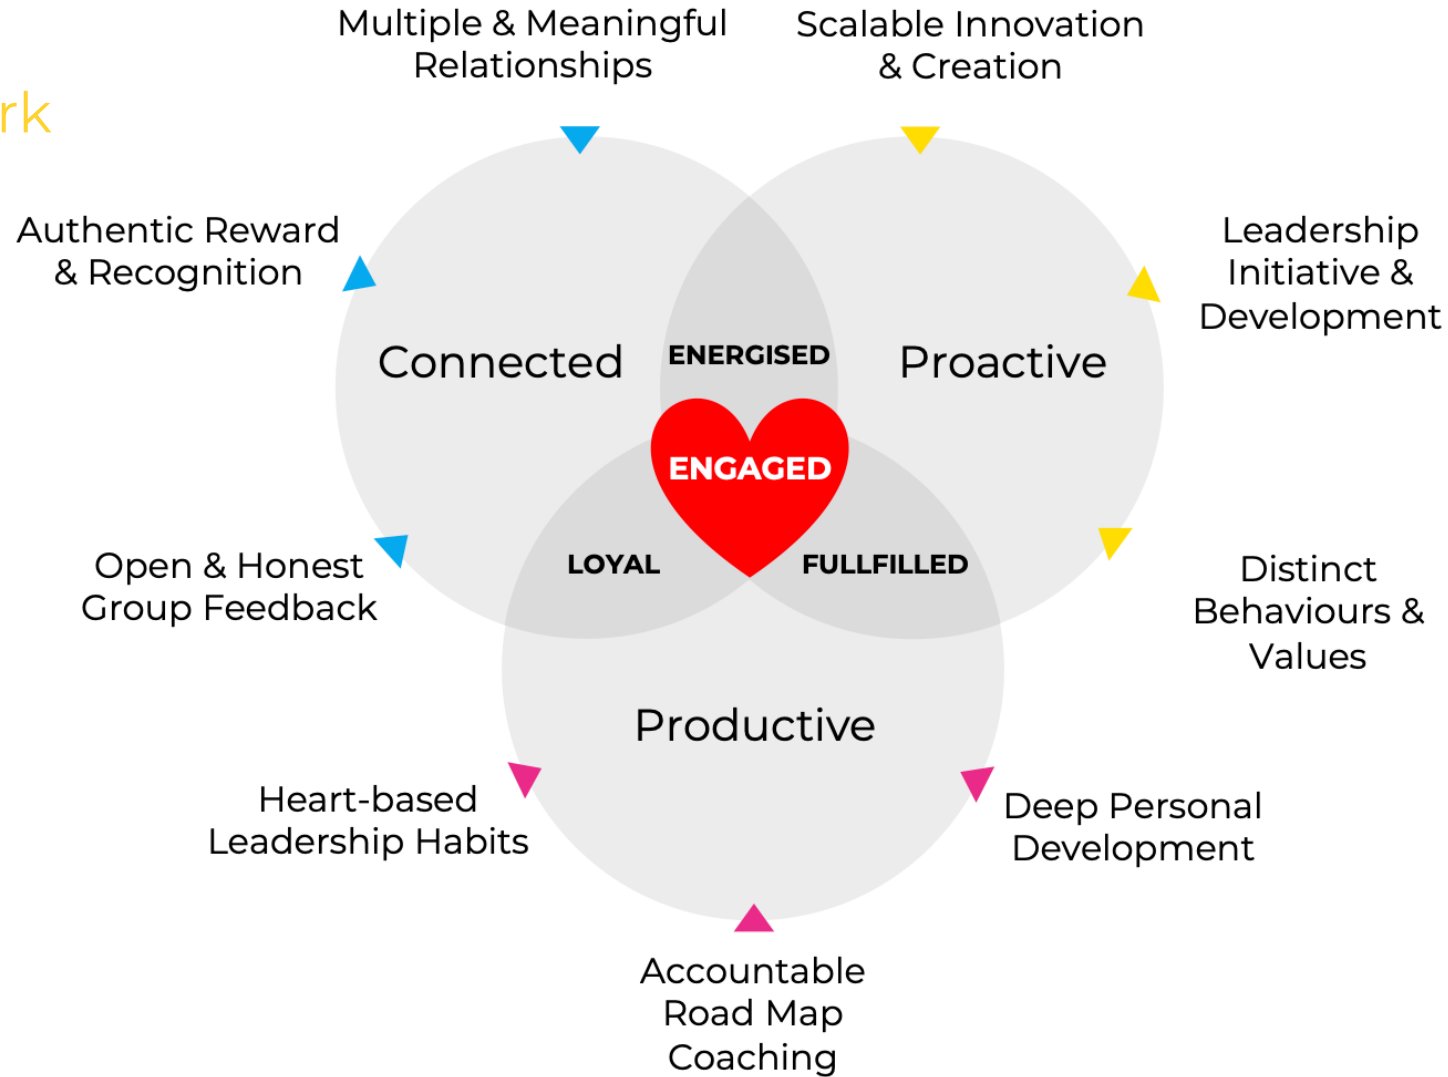 Multiple & Meaningful
Relationships
Scalable Innovation
& Creation
rk
Authentic Reward
& Recognition
Leadership
Initiative &
Development
Connected
ENERGISED
Proactive
ENGAGED
LOYAL
FULLFILLED
Open & Honest
Group Feedback
Distinct
Behaviours &
Values
Productive
Heart-based
Leadership Habits
Deep Personal
Development
Accountable
Road Map
Coaching